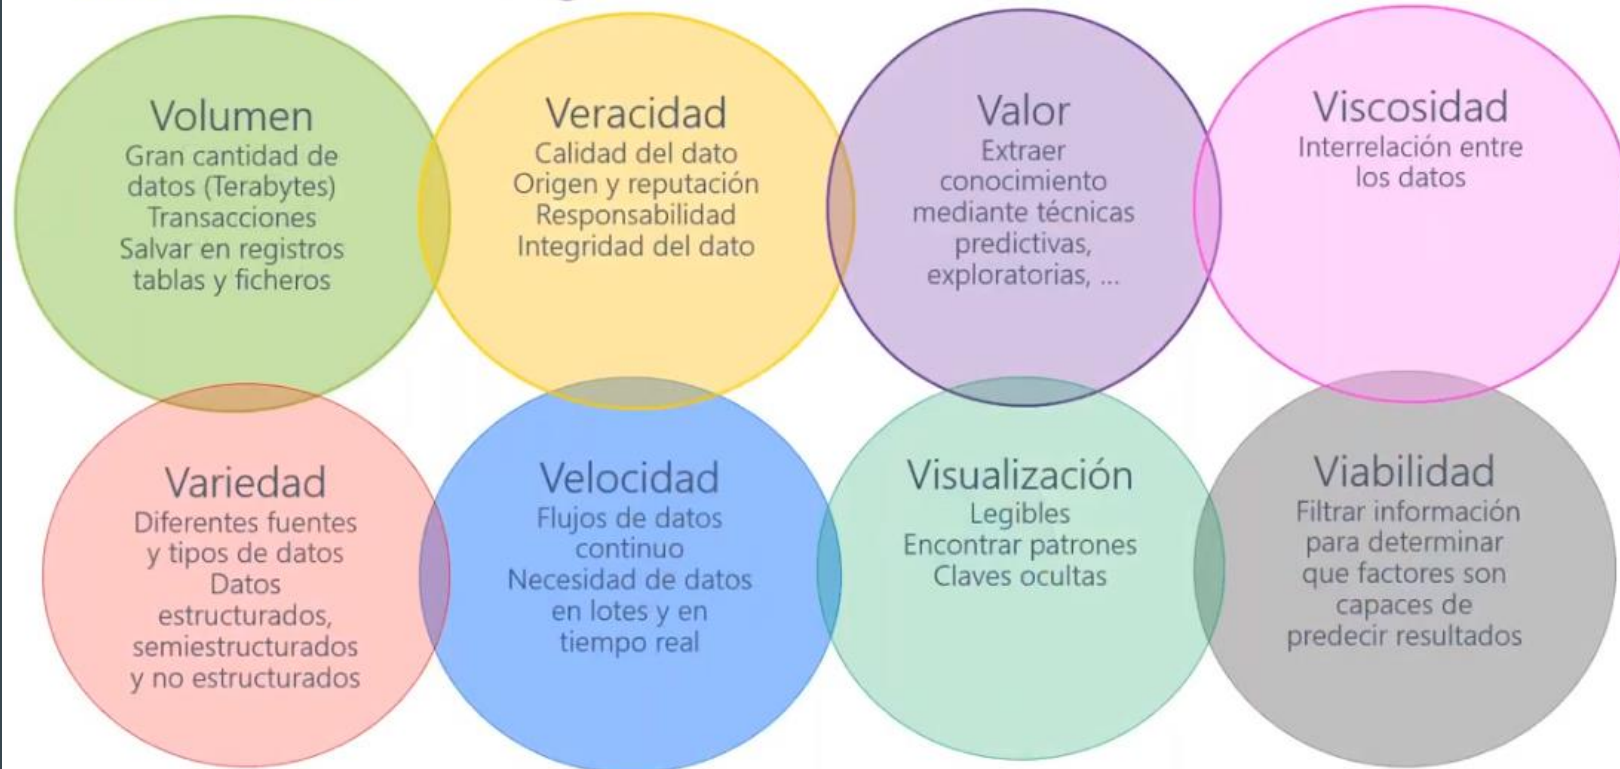 Volumen
Gran cantidad de
datos (Terabytes)
Transacciones
Salvar en registros
tablas y ficheros
Veracidad
Calidad del dato
Origen y reputación
Responsabilidad
Integridad del dato
Valor
Extraer
conocimiento
mediante técnicas
predictivas,
exploratorias, ...
Viscosidad
Interrelación entre
los datos
Variedad
Diferentes fuentes
y tipos de datos
Datos
estructurados,
semiestructurados
y no estructurados
Velocidad
Flujos de datos
continuo
Necesidad de datos
en lotes y en
tiempo real
Visualización
Legibles
Encontrar patrones
Claves ocultas
Viabilidad
Filtrar información
para determinar
que factores son
capaces de
predecir resultados